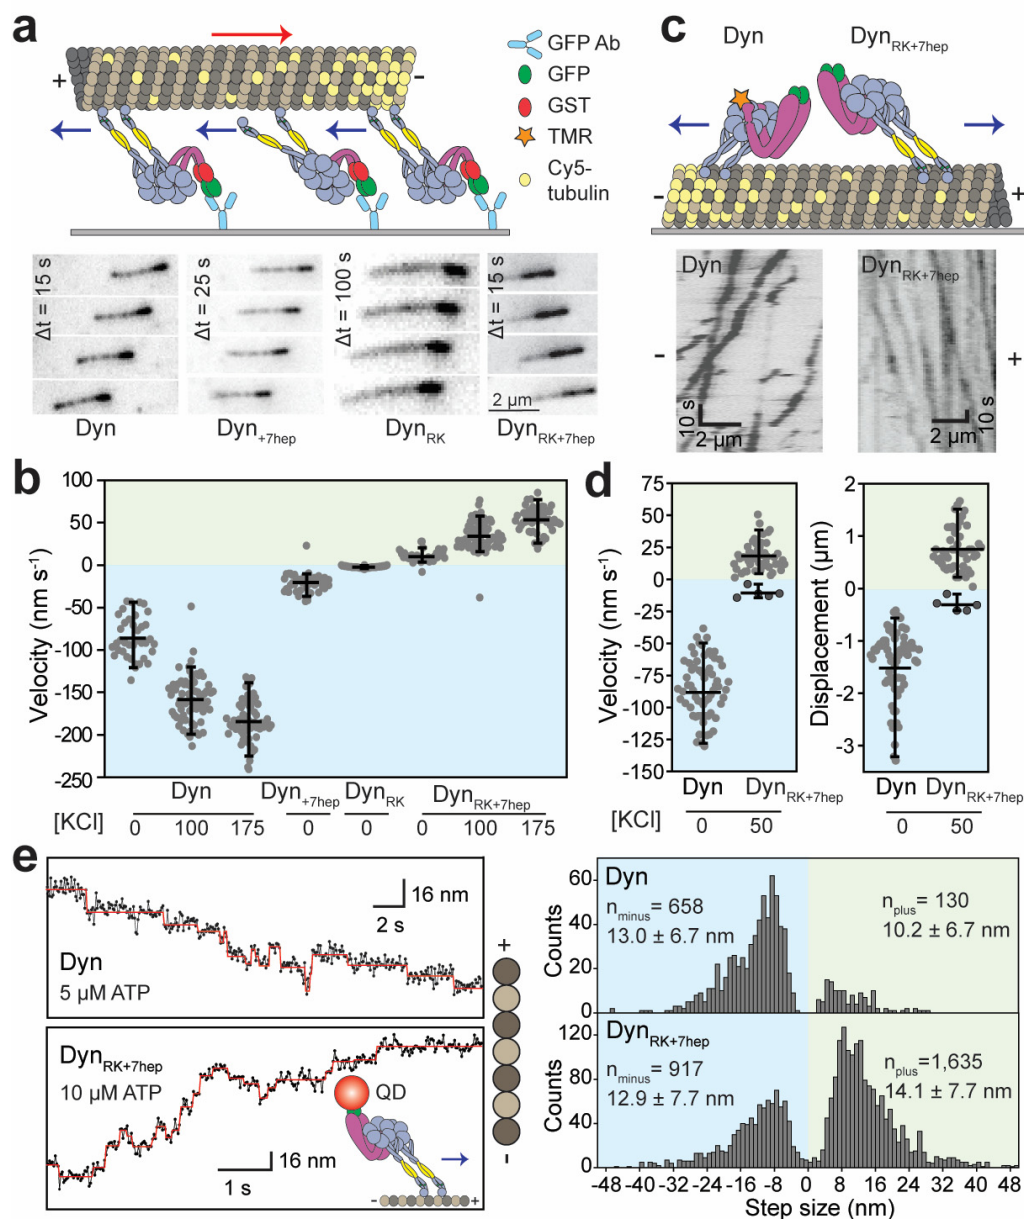 a
+
-
GFP Ab
GFP
GST
TMR
Cy5-
tubulin
Δt = 15 s
Δt = 25 s
Δt = 100 s
Δt = 15 s
2 µm
Dyn
Dyn+7hep
DynRK
DynRK+7hep
c
Dyn
DynRK+7hep
-
+
Dyn
DynRK+7hep
-
+
10 s
2 µm
10 s
2 µm
b
Velocity (nm s-1)
100
50
0
-50
-100
-150
-200
-250
Dyn
Dyn+7hep
DynRK
DynRK+7hep
[KCl]
0 100 175 0 0 0 100 175
d
Velocity (nm s-1)
75
50
25
0
-25
-50
-75
-100
-125
-150
Dyn
DynRK+7hep
[KCl]
0 50
Displacement (µm)
2
1
0
-1
-2
-3
Dyn
DynRK+7hep
0 50
e
16 nm
2 s
Dyn
5 µM ATP
DynRK+7hep
10 µM ATP
QD
16 nm
1 s
- +
+
-
Counts
60
40
20
0
Dyn
nminus= 658
13.0 ± 6.7 nm
nplus= 130
10.2 ± 6.7 nm
Counts
120
80
40
0
DynRK+7hep
nminus= 917
12.9 ± 7.7 nm
nplus= 1,635
14.1 ± 7.7 nm
-48 -40 -32 -24 -16 -8 0 8 16 24 32 40 48
Step size (nm)